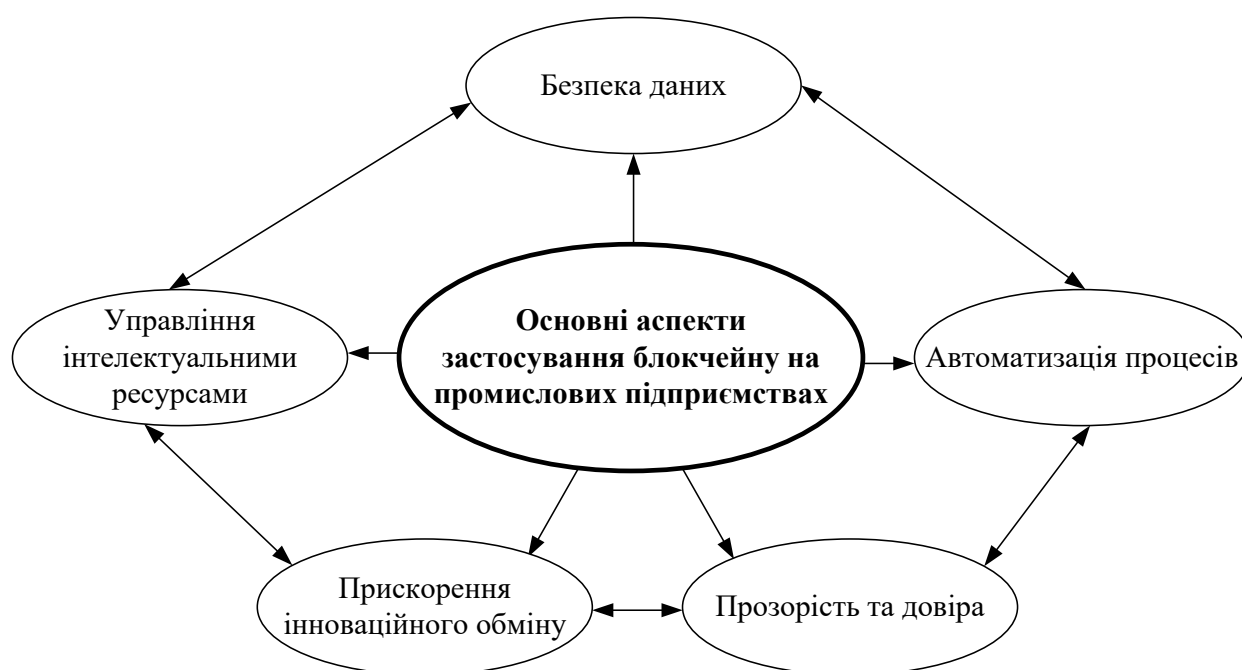 Безпека даних
Управління
інтелектуальними
ресурсами
Основні аспекти
застосування блокчейну на
промислових підприємствах
Автоматизація процесів
Прискорення
інноваційного обміну
Прозорість та довіра